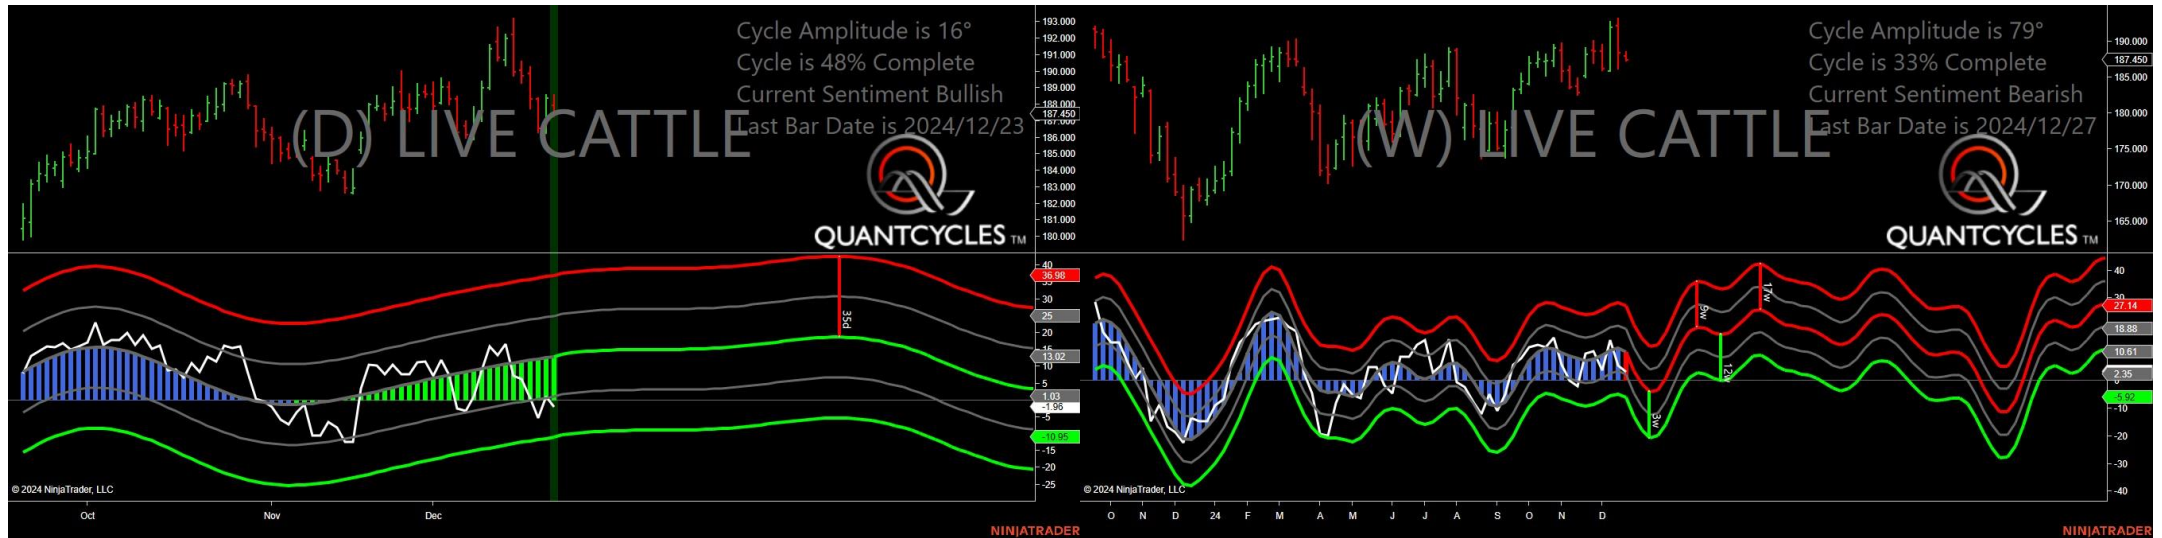 Cycle Amplitude is 16°
Cycle is 48% Complete
Current Sentiment Bullish
Last Bar Date is 2024/12/23
(D) LIVE CATTLE
QUANTCYCLES TM
193.000
192.000
191.000
190.000
189.000
188.000
187.450
185.000
184.000
183.000
182.000
181.000
180.000
40
36.98
30
25
20
15
13.02
10
5
1.03
-1.96
-5
-10.95
-15
-20
-25
35d
© 2024 NinjaTrader, LLC
Oct Nov Dec
NINJATRADER
Cycle Amplitude is 79°
Cycle is 33% Complete
Current Sentiment Bearish
Last Bar Date is 2024/12/27
(W) LIVE CATTLE
QUANTCYCLES TM
190.000
187.450
185.000
180.000
175.000
170.000
165.000
40
30
27.14
18.88
10.61
2.35
-5.92
-10
-20
-30
-40
9w
17w
12w
3w
© 2024 NinjaTrader, LLC
O N D 24 F M A M J J A S O N D
NINJATRADER